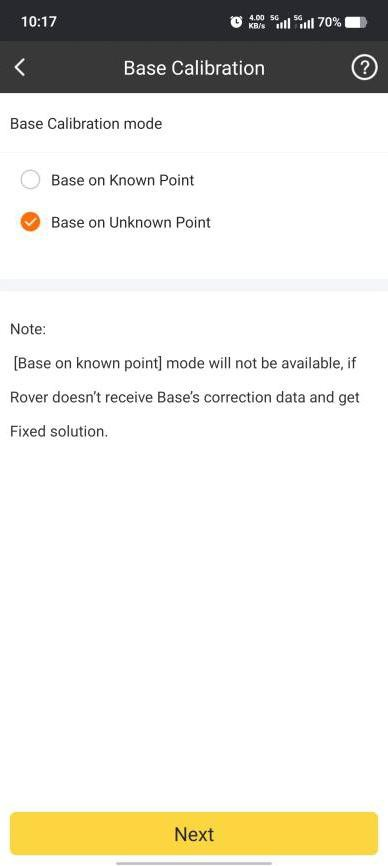 10:17
4.00 KB/s 5G 5G 70%
Base Calibration ?
Base Calibration mode
Base on Known Point
Base on Unknown Point
Note:
[Base on known point] mode will not be available, if
Rover doesn't receive Base's correction data and get
Fixed solution.
Next